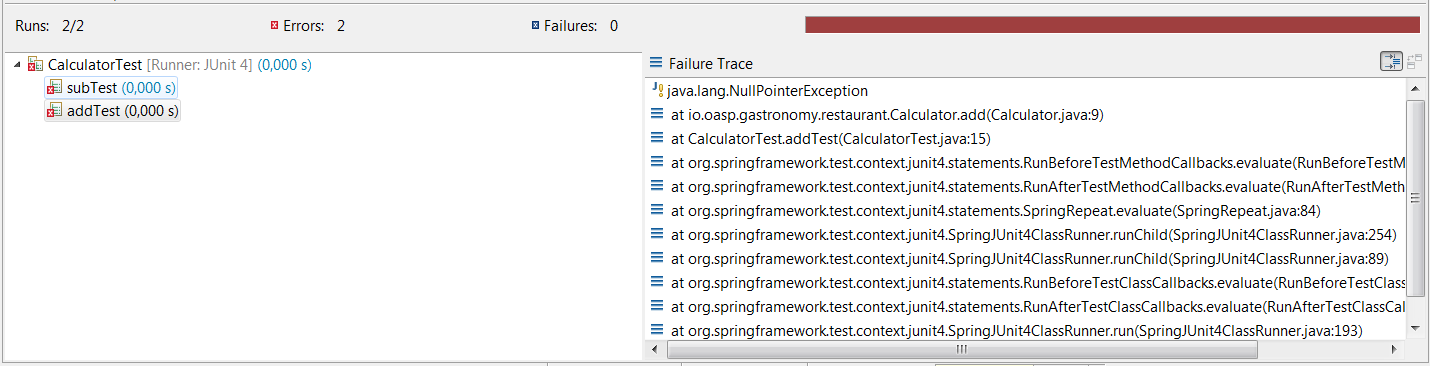 Runs: 2/2 Errors: 2 Failures: 0
CalculatorTest [Runner: JUnit 4] (0,000 s)
subTest (0,000 s)
addTest (0,000 s)
Failure Trace
java.lang.NullPointerException
at io.oasp.gastronomy.restaurant.Calculator.add(Calculator.java:9)
at CalculatorTest.addTest(CalculatorTest.java:15)
at org.springframework.test.context.junit4.statements.RunBeforeTestMethodCallbacks.evaluate(RunBeforeTestM
at org.springframework.test.context.junit4.statements.RunAfterTestMethodCallbacks.evaluate(RunAfterTestMeth
at org.springframework.test.context.junit4.statements.SpringRepeat.evaluate(SpringRepeat.java:84)
at org.springframework.test.context.junit4.SpringJUnit4ClassRunner.runChild(SpringJUnit4ClassRunner.java:254)
at org.springframework.test.context.junit4.SpringJUnit4ClassRunner.runChild(SpringJUnit4ClassRunner.java:89)
at org.springframework.test.context.junit4.statements.RunBeforeTestClassCallbacks.evaluate(RunBeforeTestClass
at org.springframework.test.context.junit4.statements.RunAfterTestClassCallbacks.evaluate(RunAfterTestClassCal
at org.springframework.test.context.junit4.SpringJUnit4ClassRunner.run(SpringJUnit4ClassRunner.java:193)